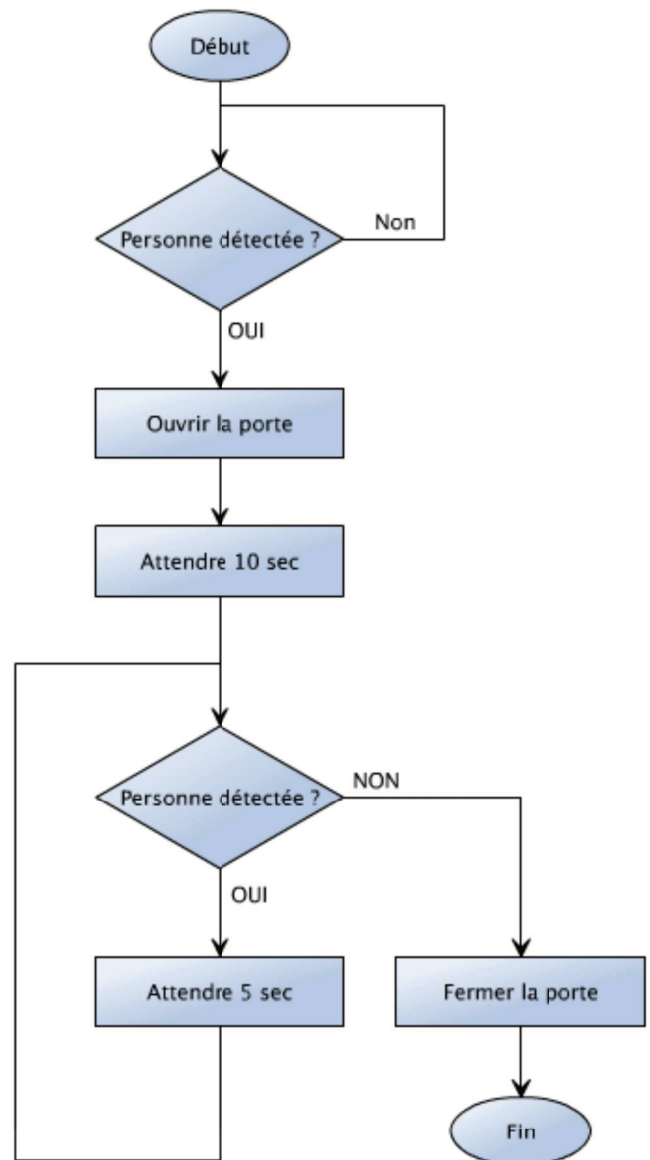 Début
Personne détectée ?
Non
OUI
Ouvrir la porte
Attendre 10 sec
Personne détectée ?
NON
OUI
Attendre 5 sec
Fermer la porte
Fin